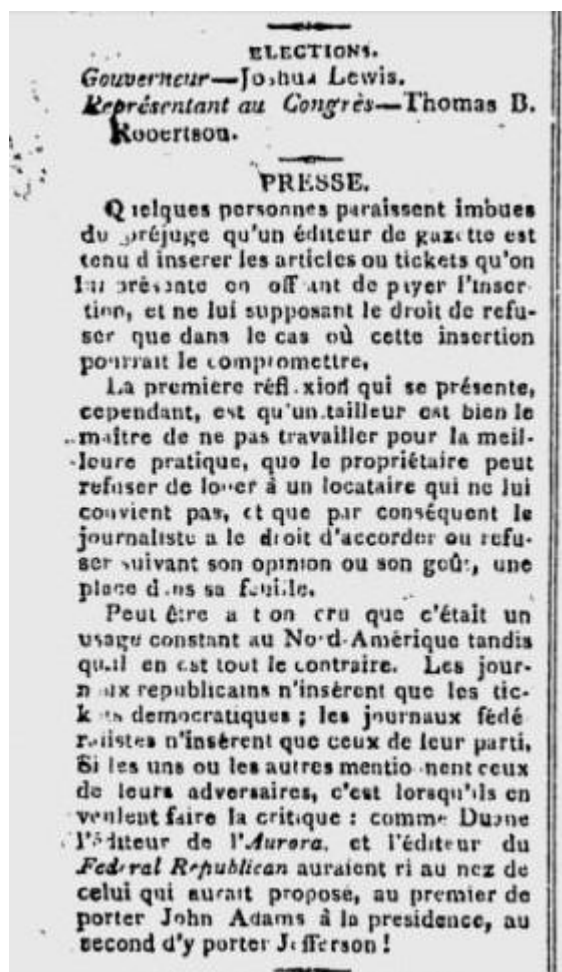 ELECTIONS.
Gouverneur—Joshua Lewis.
Représentant au Congrès—Thomas B.
Robertson.
PRESSE.
Quelques personnes paraissent imbues
du préjugé qu'un éditeur de gazette est
tenu d inserer les articles ou tickets qu'on
lui présente en offrant de payer l'inser
tion, et ne lui supposant le droit de refu-
ser que dans le cas où cette insertion
pourrait le compromettre.
La première réflexion qui se présente,
cependant, est qu'un tailleur est bien le
maître de ne pas travailler pour la meil-
leure pratique, que le propriétaire peut
refuser de louer à un locataire qui ne lui
convient pas, et que par conséquent le
journaliste a le droit d'accorder ou refu-
ser suivant son opinion ou son goût, une
place dans sa feuille.
Peut être a t on cru que c'était un
usage constant au Nord-Amérique tandis
qu'il en est tout le contraire. Les jour-
naux republicains n'insèrent que les tic-
kets democratiques ; les journaux fédé
ralistes n'insèrent que ceux de leur parti.
Si les uns ou les autres mentionnent ceux
de leurs adversaires, c'est lorsqu'ils en
veulent faire la critique : comme Duane
l'éditeur de l'Aurora, et l'éditeur du
Federal Republican auraient ri au nez de
celui qui aurait propose, au premier de
porter John Adams à la presidence, au
second d'y porter Jefferson !